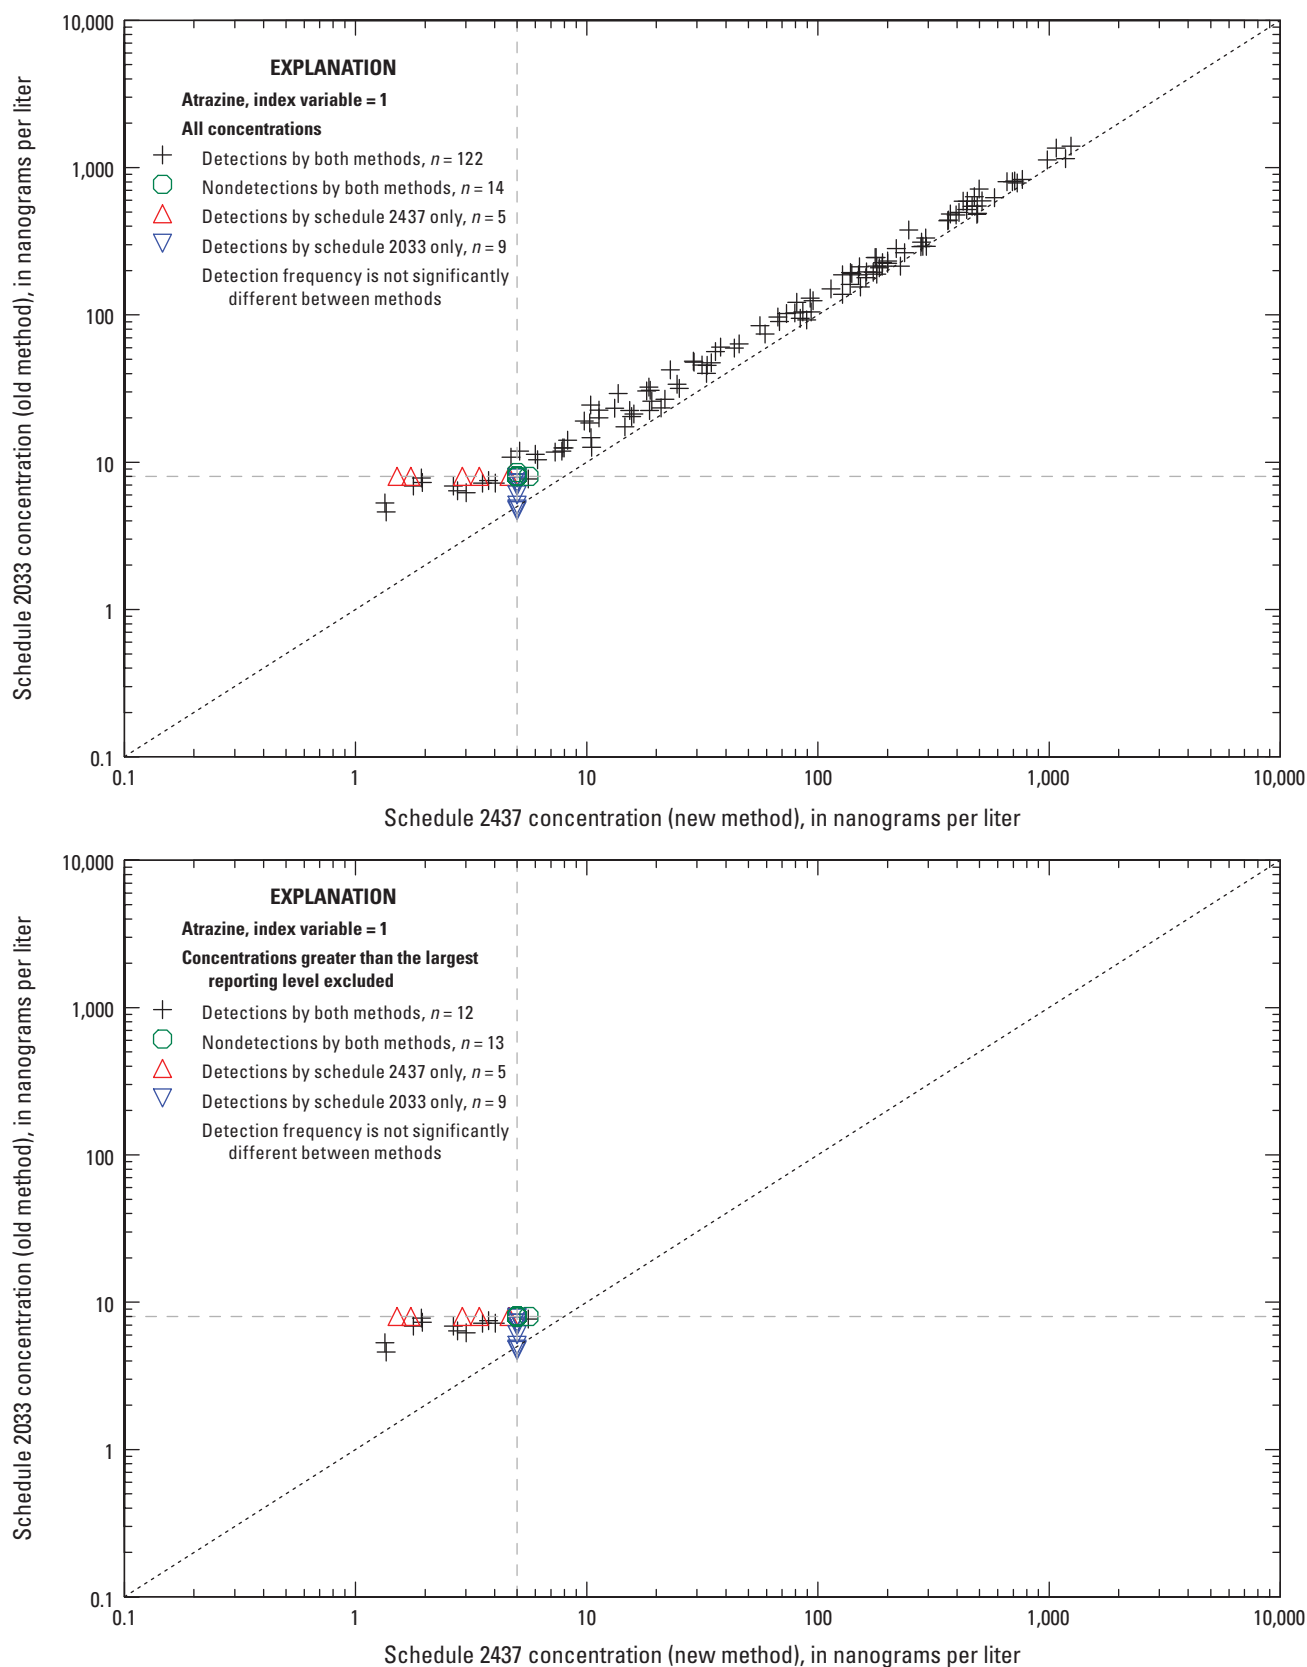 10,000
EXPLANATION
Atrazine, index variable = 1
All concentrations
Detections by both methods, n = 122
Nondetections by both methods, n = 14
Detections by schedule 2437 only, n = 5
Detections by schedule 2033 only, n = 9
Detection frequency is not significantly
different between methods
1,000
100
10
1
0.1
Schedule 2033 concentration (old method), in nanograms per liter
0.1 1 10 100 1,000 10,000
Schedule 2437 concentration (new method), in nanograms per liter
10,000
EXPLANATION
Atrazine, index variable = 1
Concentrations greater than the largest
reporting level excluded
Detections by both methods, n = 12
Nondetections by both methods, n = 13
Detections by schedule 2437 only, n = 5
Detections by schedule 2033 only, n = 9
Detection frequency is not significantly
different between methods
1,000
100
10
1
0.1
Schedule 2033 concentration (old method), in nanograms per liter
0.1 1 10 100 1,000 10,000
Schedule 2437 concentration (new method), in nanograms per liter